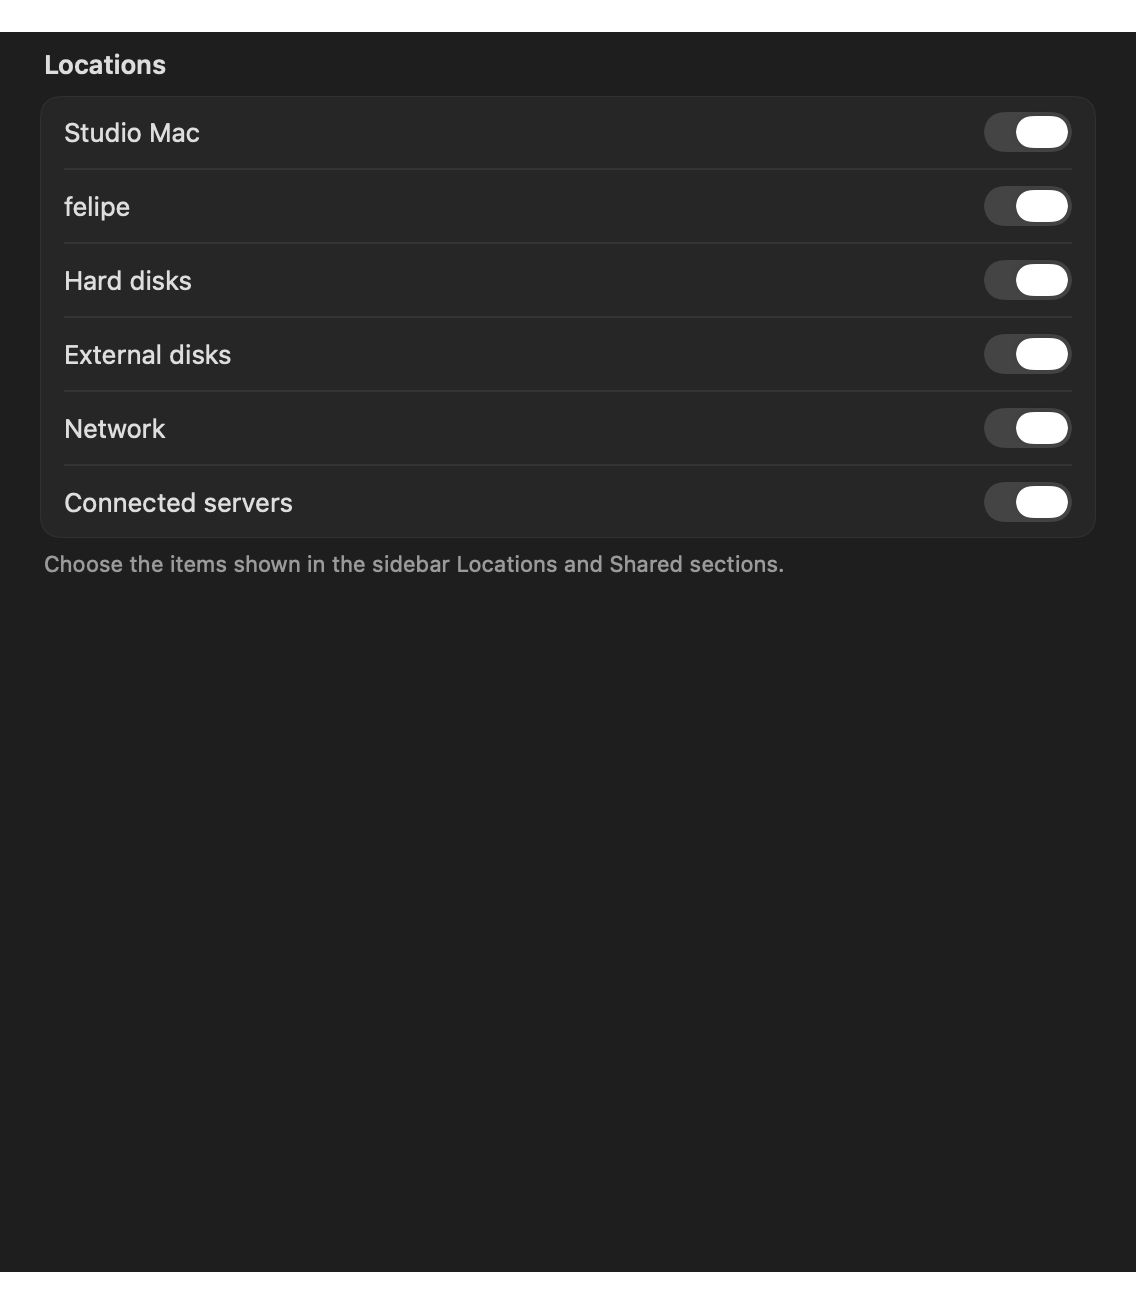 Locations
Studio Mac
felipe
Hard disks
External disks
Network
Connected servers
Choose the items shown in the sidebar Locations and Shared sections.